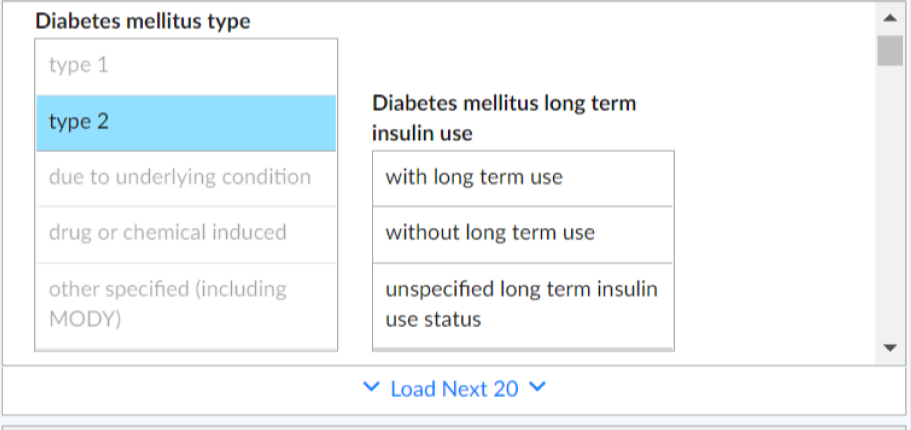 Diabetes mellitus type
type 1
type 2
due to underlying condition
drug or chemical induced
other specified (including
MODY)
Diabetes mellitus long term
insulin use
with long term use
without long term use
unspecified long term insulin
use status
Load Next 20